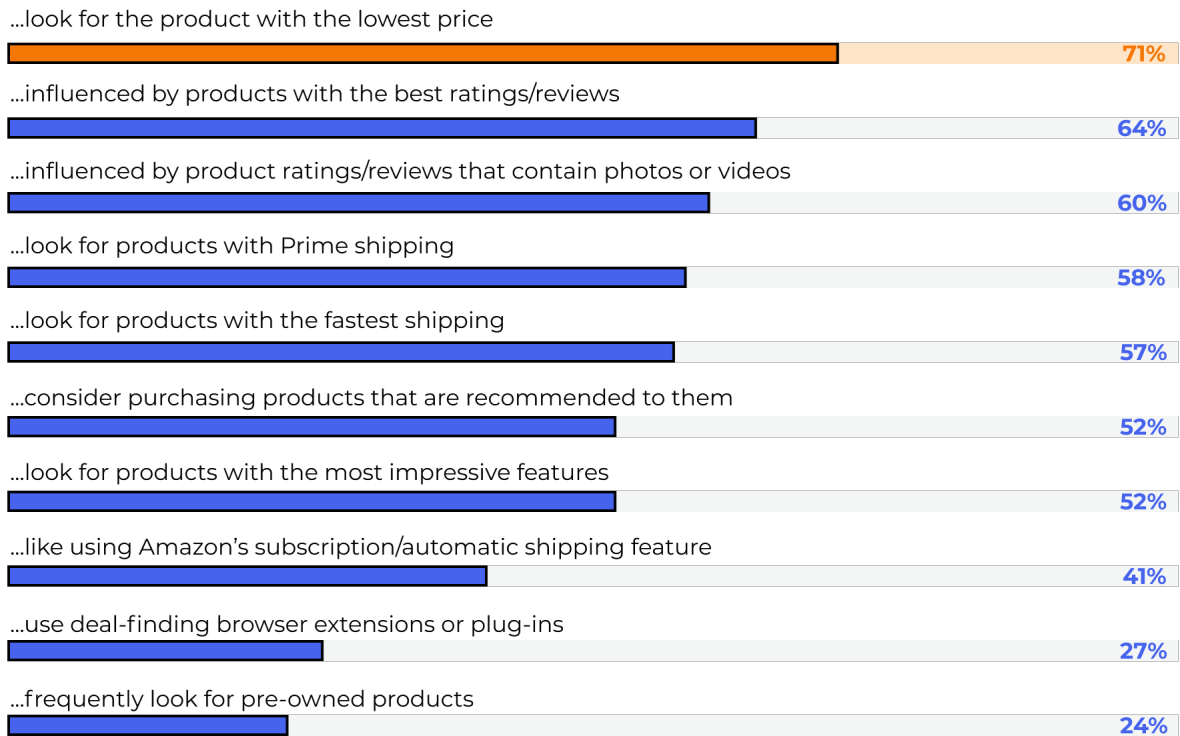 ...look for the product with the lowest price
71%
...influenced by products with the best ratings/reviews
64%
...influenced by product ratings/reviews that contain photos or videos
60%
...look for products with Prime shipping
58%
...look for products with the fastest shipping
57%
...consider purchasing products that are recommended to them
52%
...look for products with the most impressive features
52%
...like using Amazon’s subscription/automatic shipping feature
41%
...use deal-finding browser extensions or plug-ins
27%
...frequently look for pre-owned products
24%